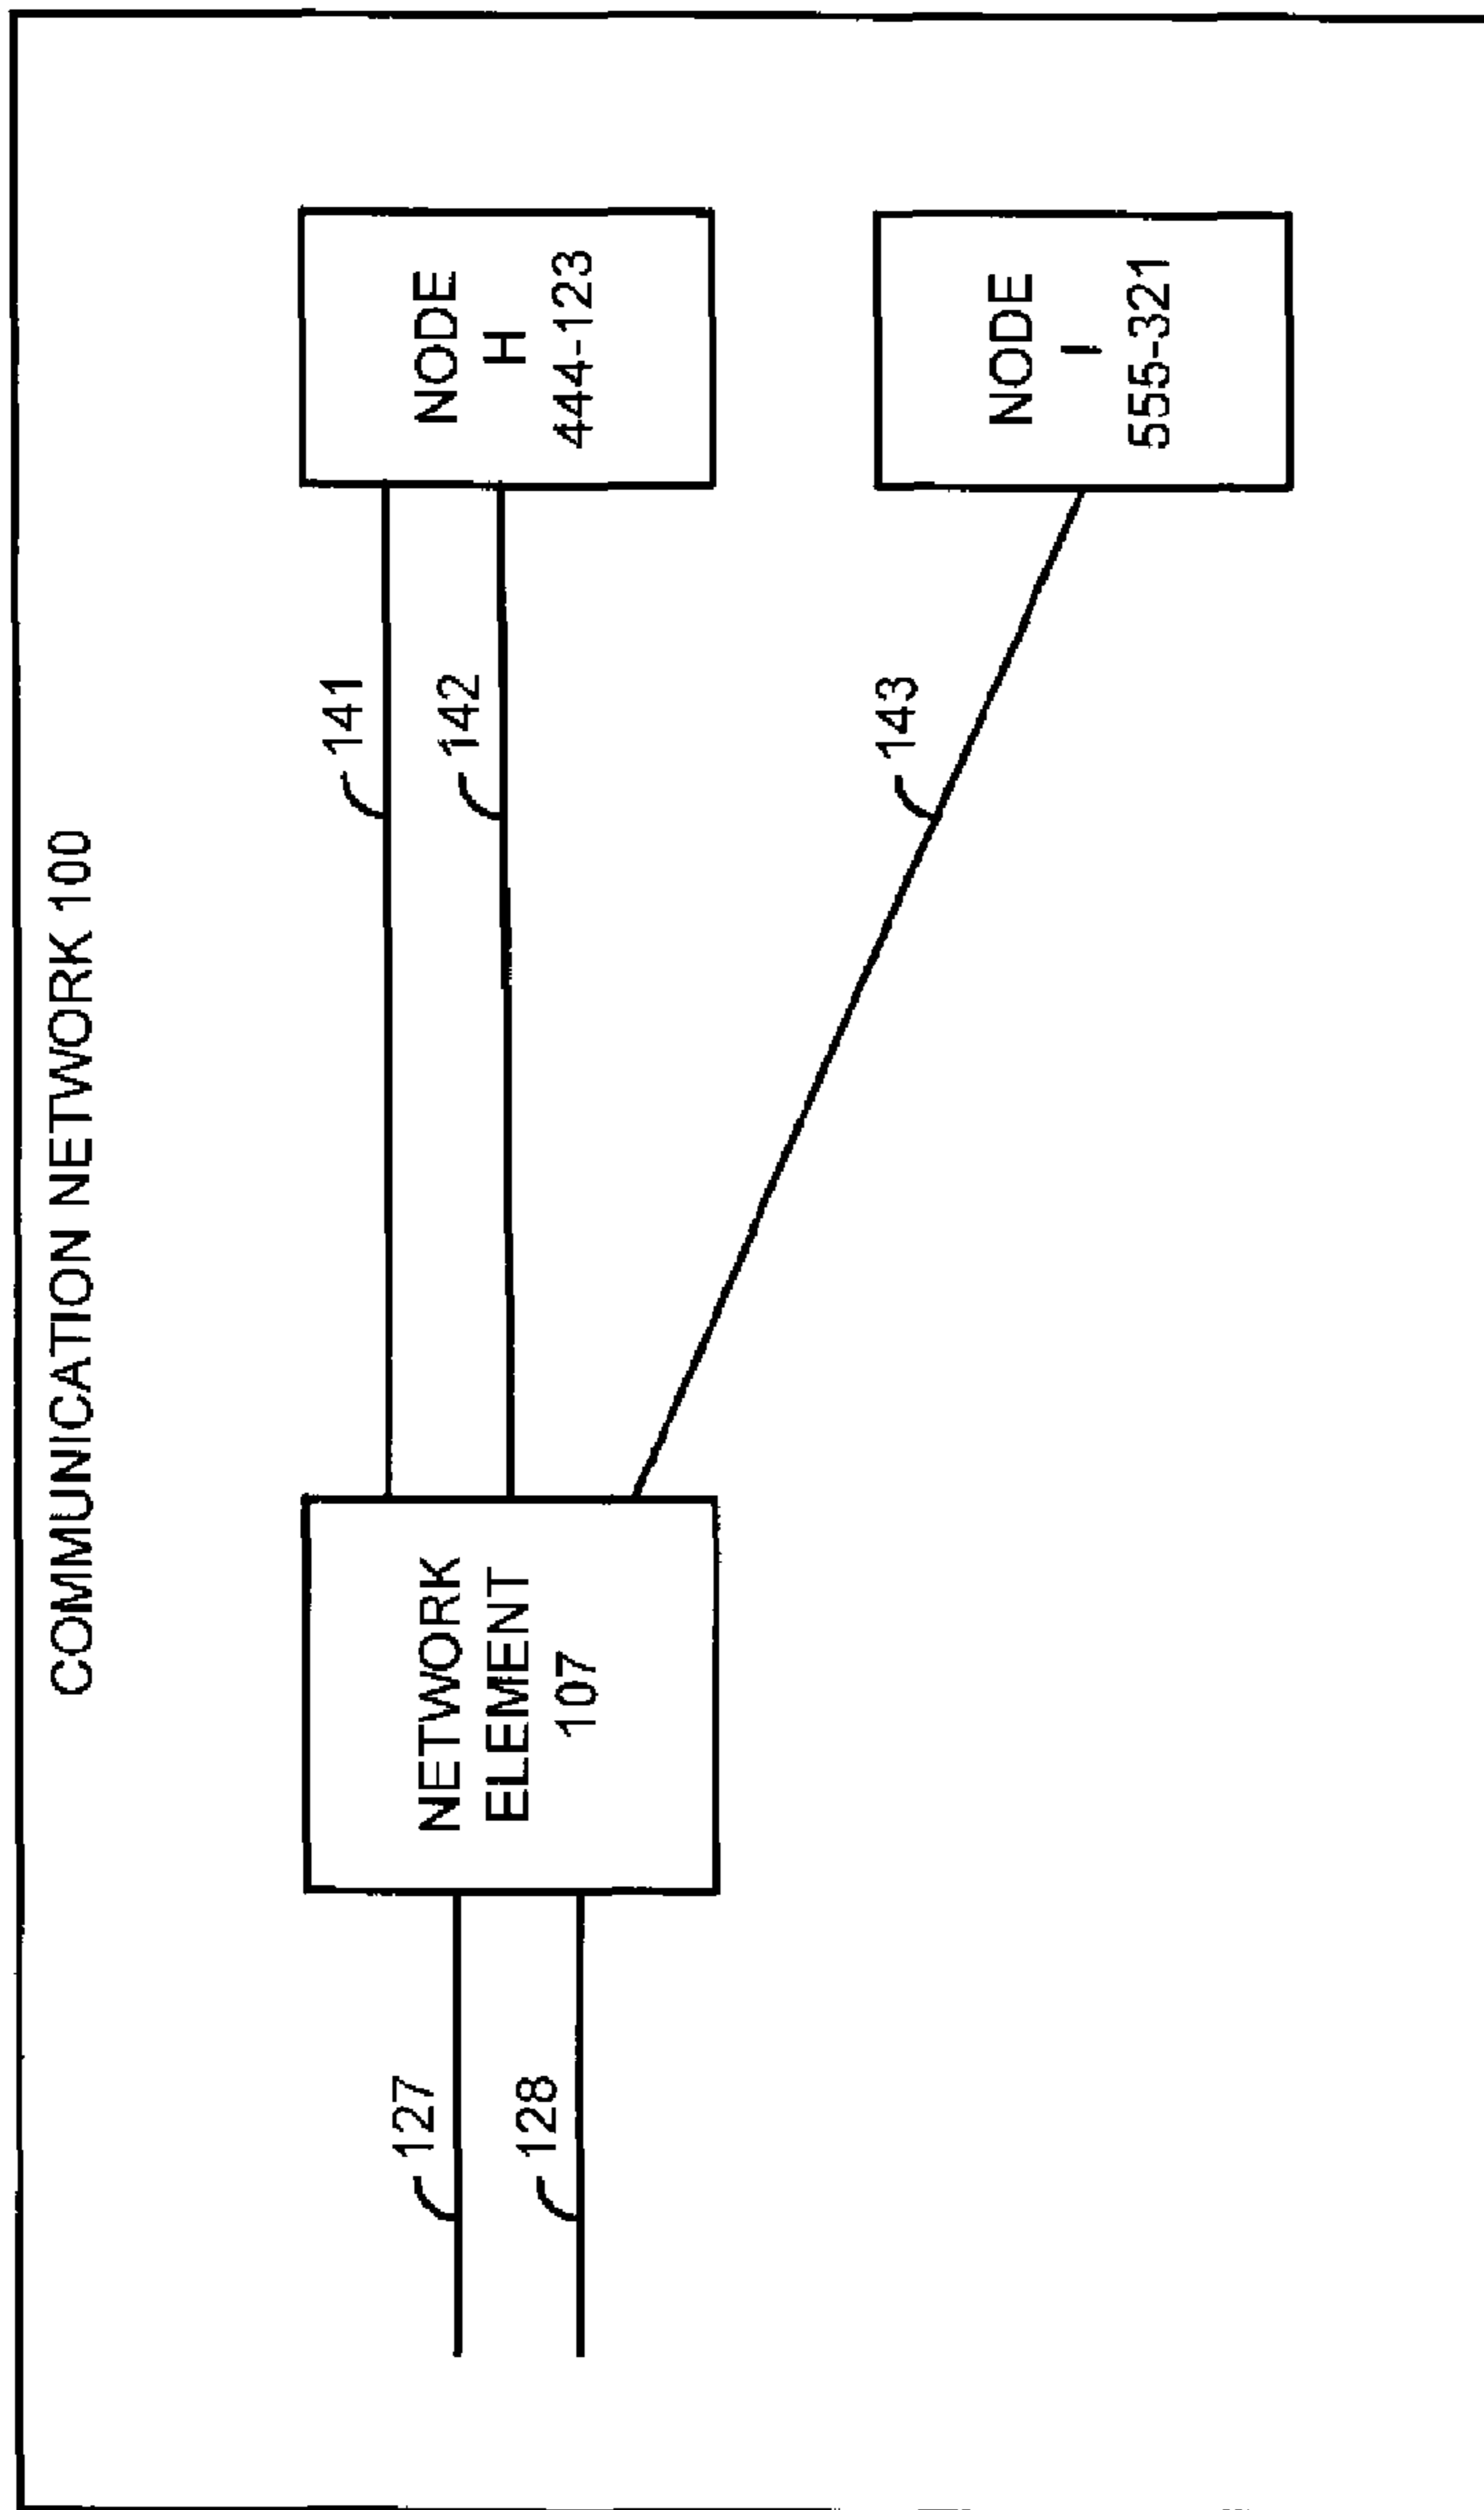 COMMUNICATION NETWORK 100
127
128
NETWORK
ELEMENT
107
141
142
143
NODE
H
444-123
NODE
I
555-321